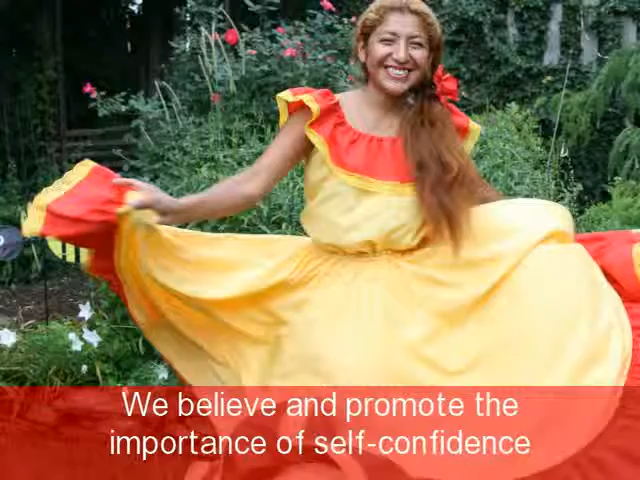 We believe and promote the
importance of self-confidence